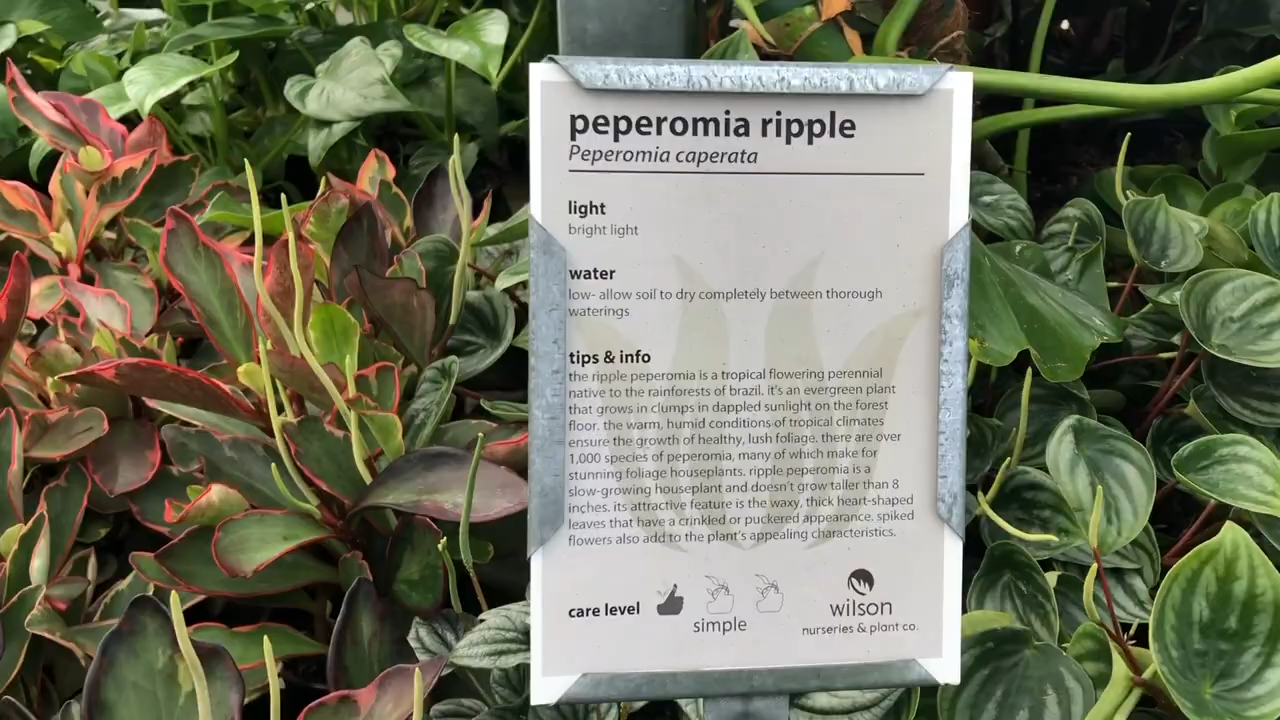 peperomia ripple
Peperomia caperata
light
bright light
water
low- allow soil to dry completely between thorough
waterings
tips & info
the ripple peperomia is a tropical flowering perennial
native to the rainforests of brazil. it's an evergreen plant
that grows in clumps in dappled sunlight on the forest
floor. the warm, humid conditions of tropical climates
ensure the growth of healthy, lush foliage. there are over
1,000 species of peperomia, many of which make for
stunning foliage houseplants. ripple peperomia is a
slow-growing houseplant and doesn't grow taller than 8
inches. its attractive feature is the waxy, thick heart-shaped
leaves that have a crinkled or puckered appearance. spiked
flowers also add to the plant's appealing characteristics.
care level
simple
wilson
nurseries & plant co.